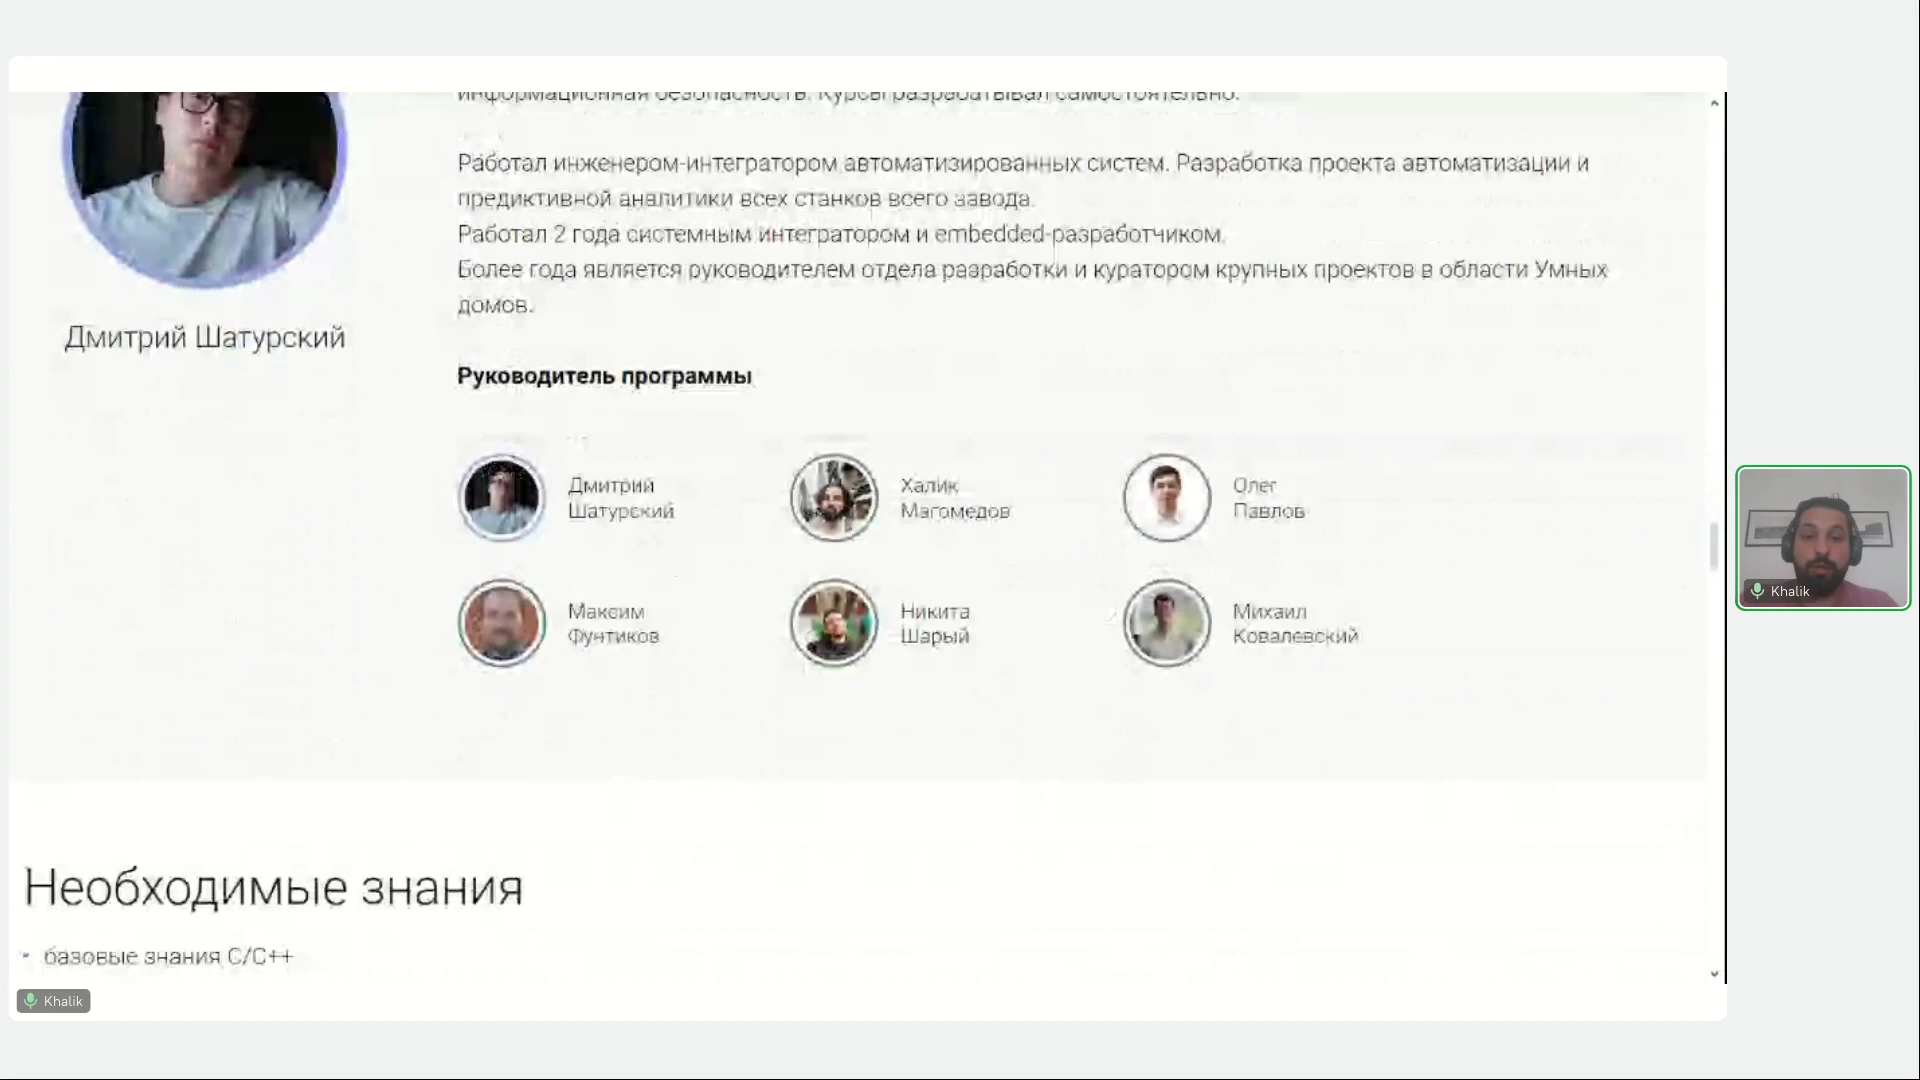 информационная безопасность. Курсы разрабатывал самостоятельно.
Работал инженером-интегратором автоматизированных систем. Разработка проекта автоматизации и
предиктивной аналитики всех станков всего завода.
Работал 2 года системным интегратором и embedded-разработчиком.
Более года является руководителем отдела разработки и куратором крупных проектов в области Умных
домов.
Дмитрий Шатурский
Руководитель программы
Дмитрий
Шатурский
Халик
Магомедов
Олег
Павлов
Максим
Фунтиков
Никита
Шарый
Михаил
Ковалевский
Необходимые знания
- базовые знания C/C++
Khalik
Khalik